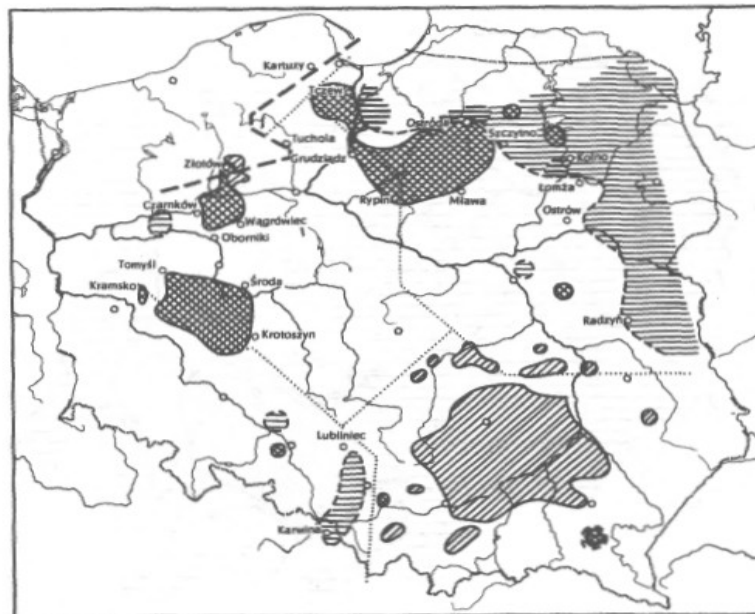 Kartuzy
Tczew
Tuchola
Szczytno
Grudziądz
Złotów
Kolno
Łomża
Rypin
Mława
Czarnków
Ostrów
Wągrówiec
Oborniki
Tomyśl
Środa
Kramsko
Radzyń
Krotoszyn
Lubliniec
Karwina